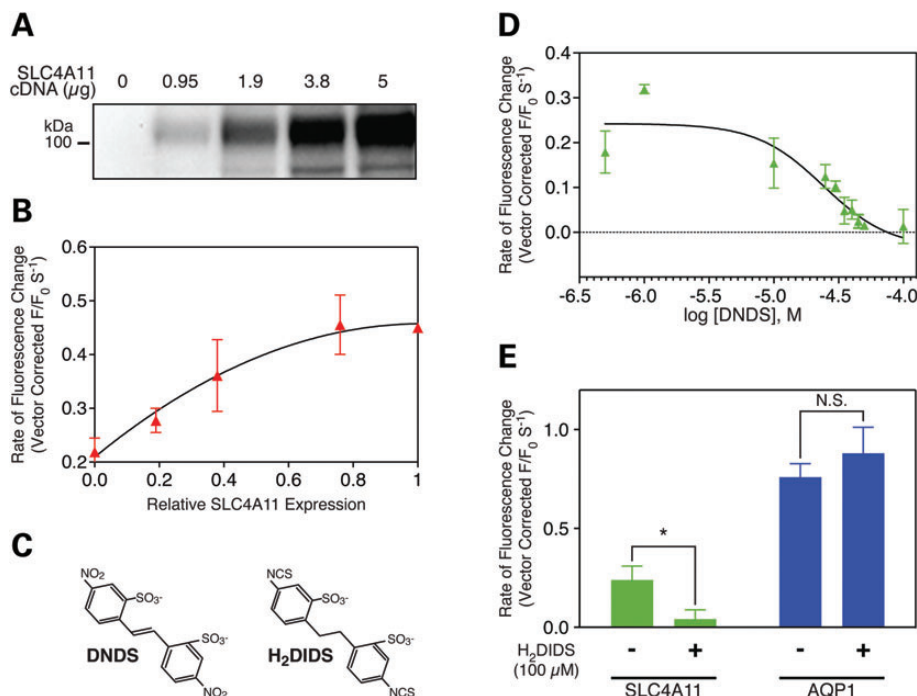 A
SLC4A11
cDNA (µg)
0 0.95 1.9 3.8 5
kDa
100
B
Rate of Fluorescence Change
(Vector Corrected F/F0 S-1)
0.6
0.5
0.4
0.3
0.2
0.0 0.2 0.4 0.6 0.8 1
Relative SLC4A11 Expression
C
NO2
SO3-
SO3-
NO2
DNDS
NCS
SO3-
SO3-
NCS
H2DIDS
D
Rate of Fluorescence Change
(Vector Corrected F/F0 S-1)
0.4
0.3
0.2
0.1
0.0
-6.5 -6.0 -5.0 -4.5 -4.0
log [DNDS], M
E
Rate of Fluorescence Change
(Vector Corrected F/F0 S-1)
1.0
0.5
0.0
*
N.S.
H2DIDS
(100 µM)
- + - +
SLC4A11 AQP1